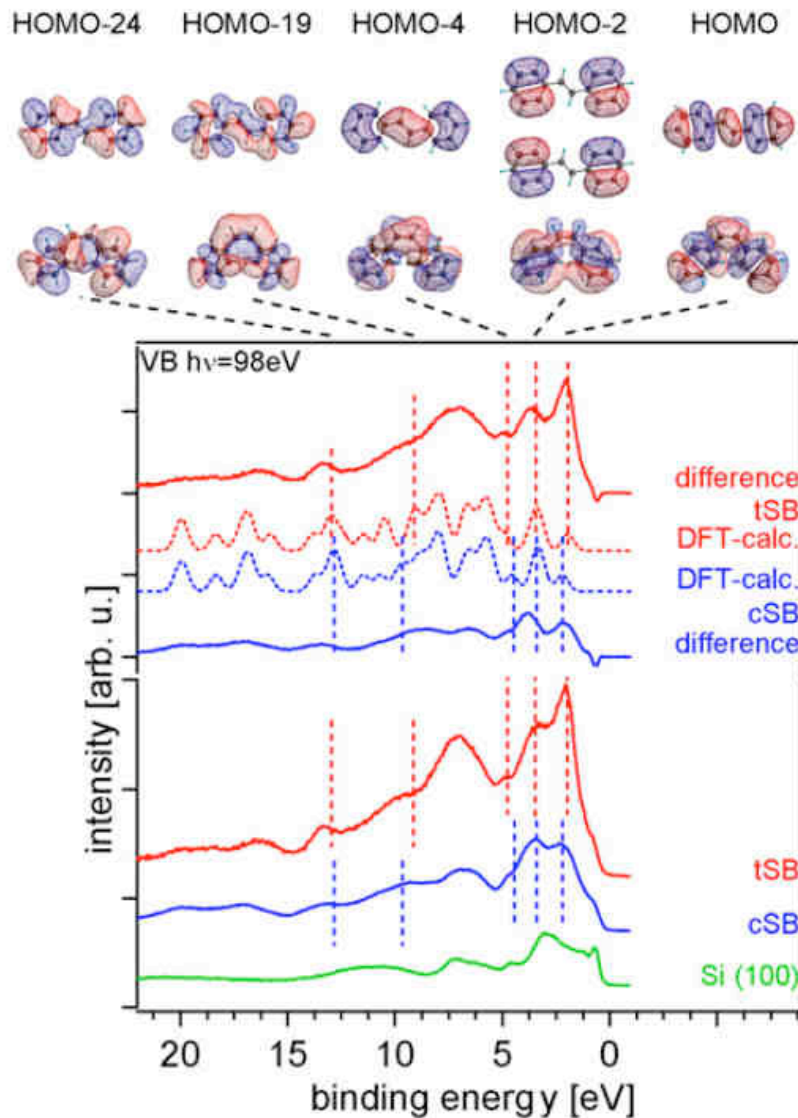 HOMO-24 HOMO-19 HOMO-4 HOMO-2 HOMO
VB hν=98eV
difference
tSB
DFT-calc.
DFT-calc.
cSB
difference
intensity [arb. u.]
tSB
cSB
Si (100)
20 15 10 5 0
binding energy [eV]